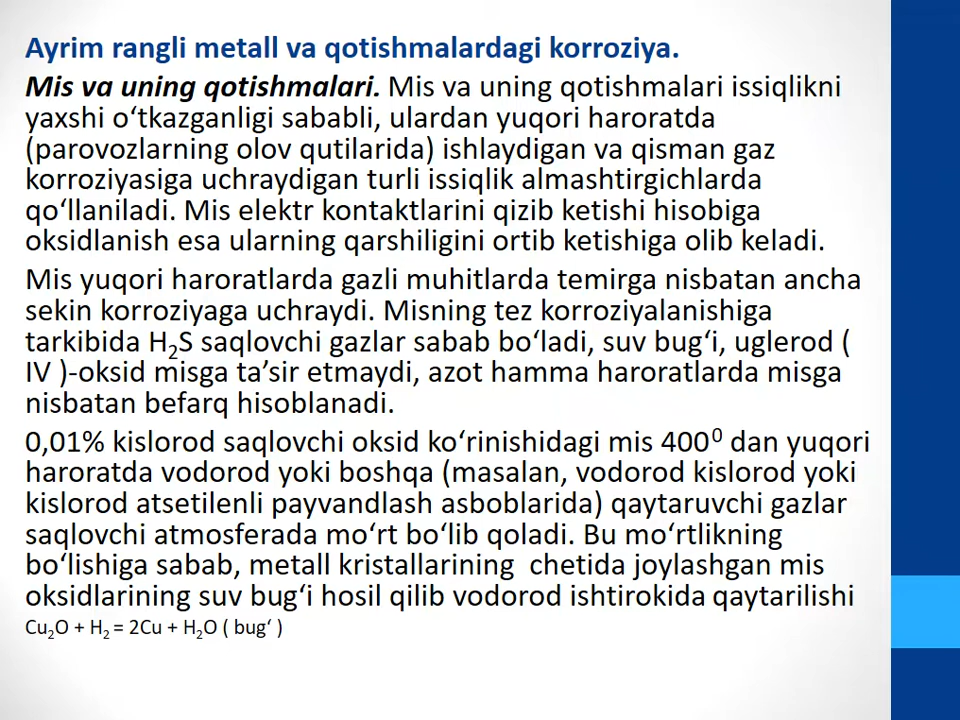 Ayrim rangli metall va qotishmalardagi korroziya.
Mis va uning qotishmalari. Mis va uning qotishmalari issiqlikni
yaxshi o‘tkazganligi sababli, ulardan yuqori haroratda
(parovozlarning olov qutilarida) ishlaydigan va qisman gaz
korroziyasiga uchraydigan turli issiqlik almashtirgichlarda
qo‘llaniladi. Mis elektr kontaktlarini qizib ketishi hisobiga
oksidlanish esa ularning qarshiligini ortib ketishiga olib keladi.
Mis yuqori haroratlarda gazli muhitlarda temirga nisbatan ancha
sekin korroziyaga uchraydi. Misning tez korroziyalanishiga
tarkibida H₂S saqlovchi gazlar sabab bo‘ladi, suv bug‘i, uglerod (
IV )-oksid misga ta’sir etmaydi, azot hamma haroratlarda misga
nisbatan befarq hisoblanadi.
0,01% kislorod saqlovchi oksid ko‘rinishidagi mis 400⁰ dan yuqori
haroratda vodorod yoki boshqa (masalan, vodorod kislorod yoki
kislorod atsetilenli payvandlash asboblarida) qaytaruvchi gazlar
saqlovchi atmosferada mo‘rt bo‘lib qoladi. Bu mo‘rtlikning
bo‘lishiga sabab, metall kristallarining chetida joylashgan mis
oksidlarining suv bug‘i hosil qilib vodorod ishtirokida qaytarilishi
Cu₂O + H₂ = 2Cu + H₂O ( bug‘ )